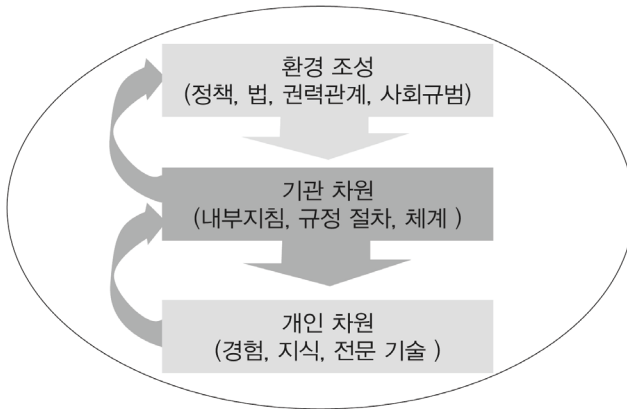 환경 조성
(정책, 법, 권력관계, 사회규범)
기관 차원
(내부지침, 규정 절차, 체계 )
개인 차원
(경험, 지식, 전문 기술 )